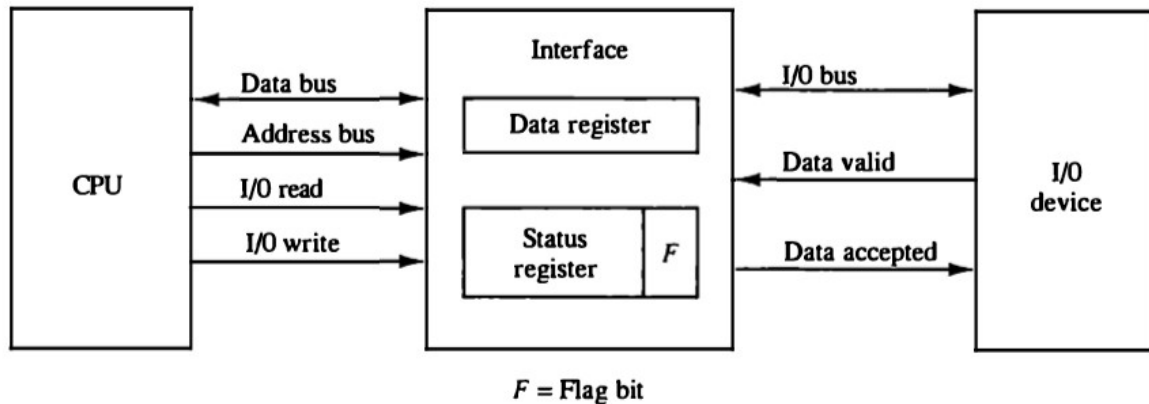 Interface
Data bus
I/O bus
Data register
Address bus
Data valid
CPU
I/O read
I/O
device
Status
register
F
I/O write
Data accepted
F = Flag bit